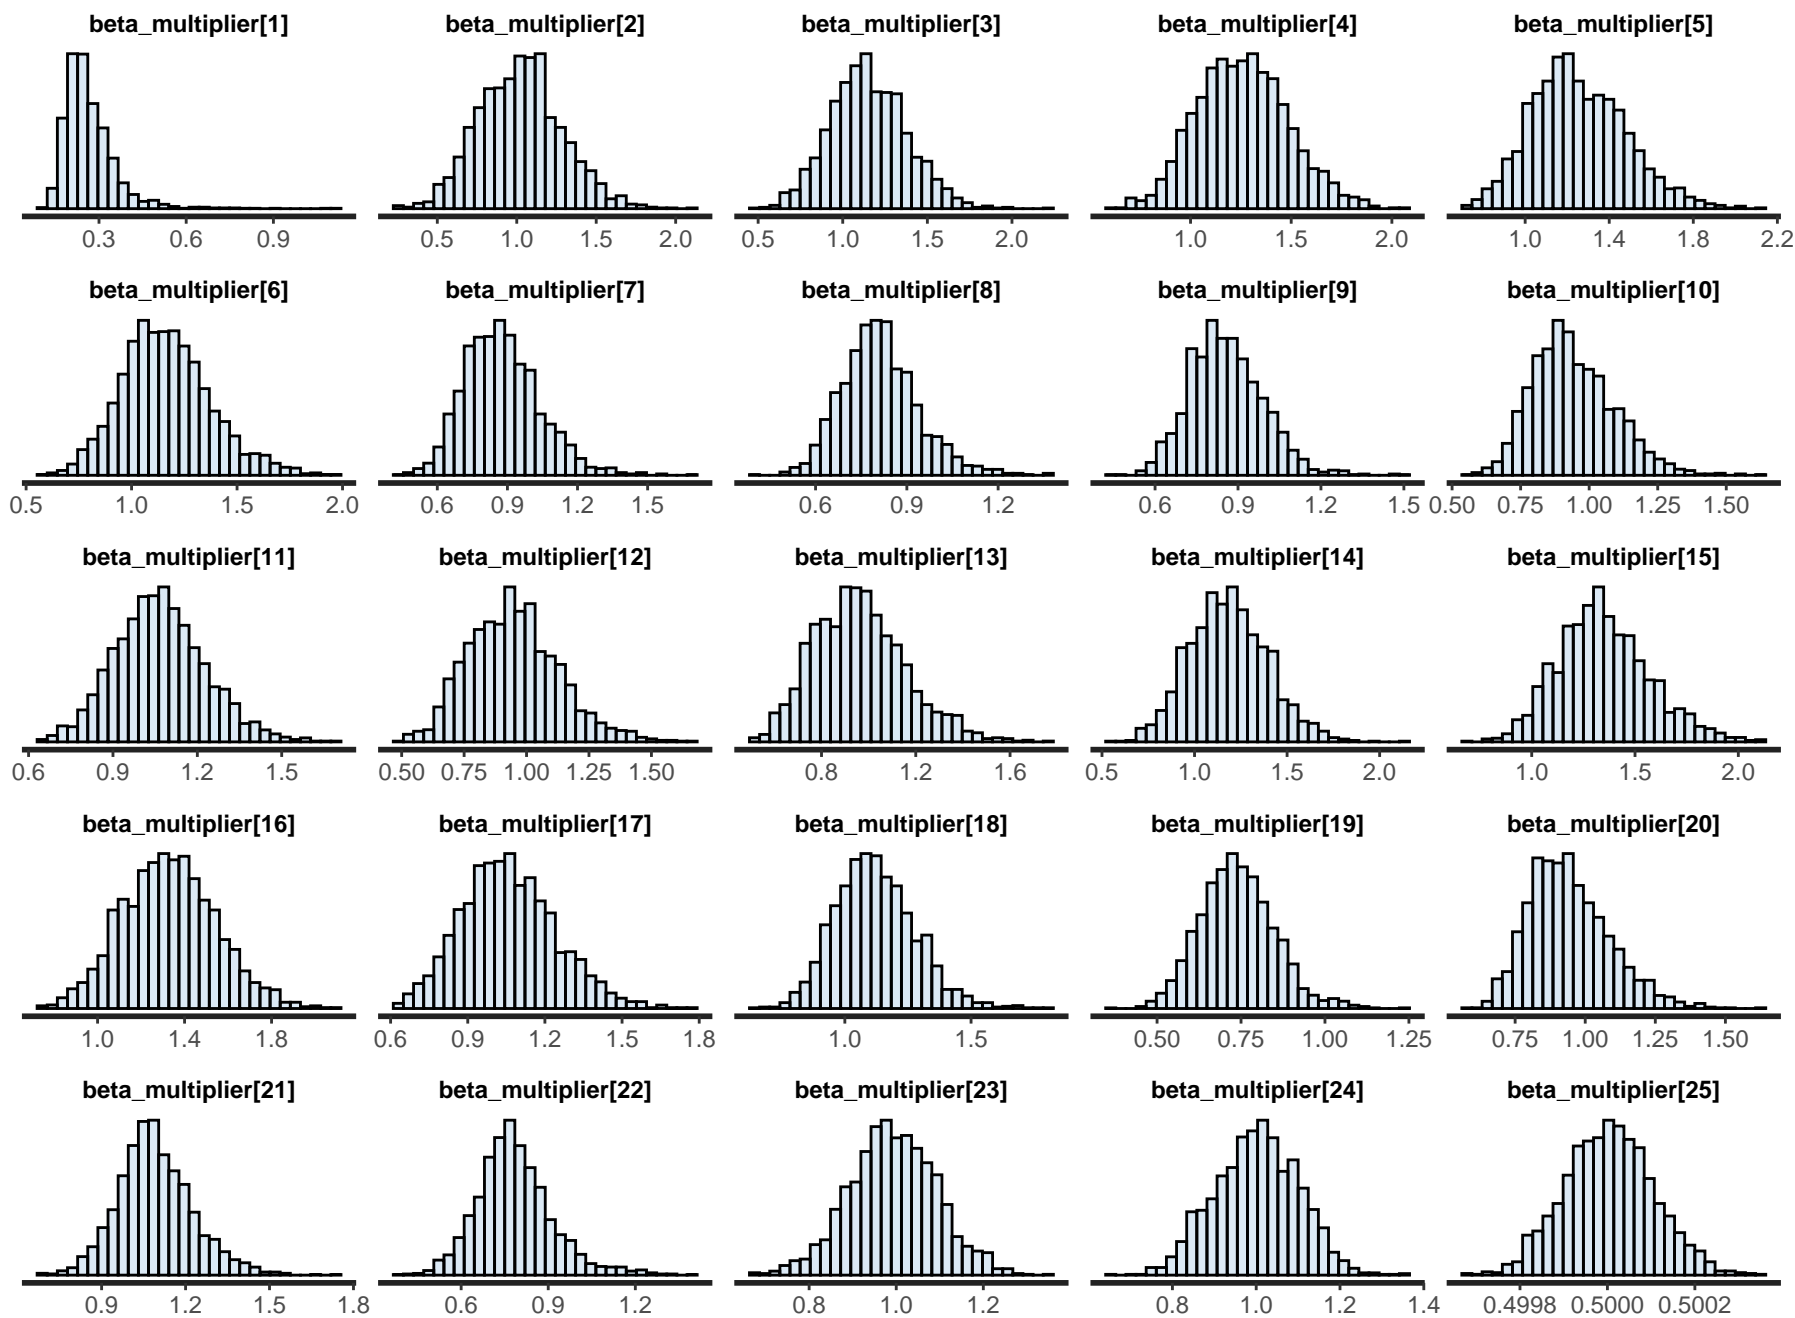 beta_multiplier[1] beta_multiplier[2] beta_multiplier[3] beta_multiplier[4] beta_multiplier[5]
0.3 0.6 0.9 0.5 1.0 1.5 2.0 0.5 1.0 1.5 2.0 1.0 1.5 2.0 1.0 1.4 1.8 2.2
beta_multiplier[6] beta_multiplier[7] beta_multiplier[8] beta_multiplier[9] beta_multiplier[10]
0.5 1.0 1.5 2.0 0.6 0.9 1.2 1.5 0.6 0.9 1.2 0.6 0.9 1.2 1.5 0.50 0.75 1.00 1.25 1.50
beta_multiplier[11] beta_multiplier[12] beta_multiplier[13] beta_multiplier[14] beta_multiplier[15]
0.6 0.9 1.2 1.5 0.50 0.75 1.00 1.25 1.50 0.8 1.2 1.6 0.5 1.0 1.5 2.0 1.0 1.5 2.0
beta_multiplier[16] beta_multiplier[17] beta_multiplier[18] beta_multiplier[19] beta_multiplier[20]
1.0 1.4 1.8 0.6 0.9 1.2 1.5 1.8 1.0 1.5 0.50 0.75 1.00 1.25 0.75 1.00 1.25 1.50
beta_multiplier[21] beta_multiplier[22] beta_multiplier[23] beta_multiplier[24] beta_multiplier[25]
0.9 1.2 1.5 1.8 0.6 0.9 1.2 0.8 1.0 1.2 0.8 1.0 1.2 1.4 0.4998 0.5000 0.5002